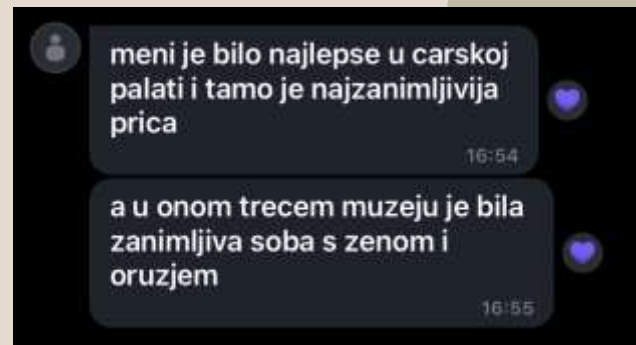 meni je bilo najlepse u carskoj
palati i tamo je najzanimljivija
prica
16:54
a u onom trecem muzeju je bila
zanimljiva soba s zenom i
oruzjem
16:55